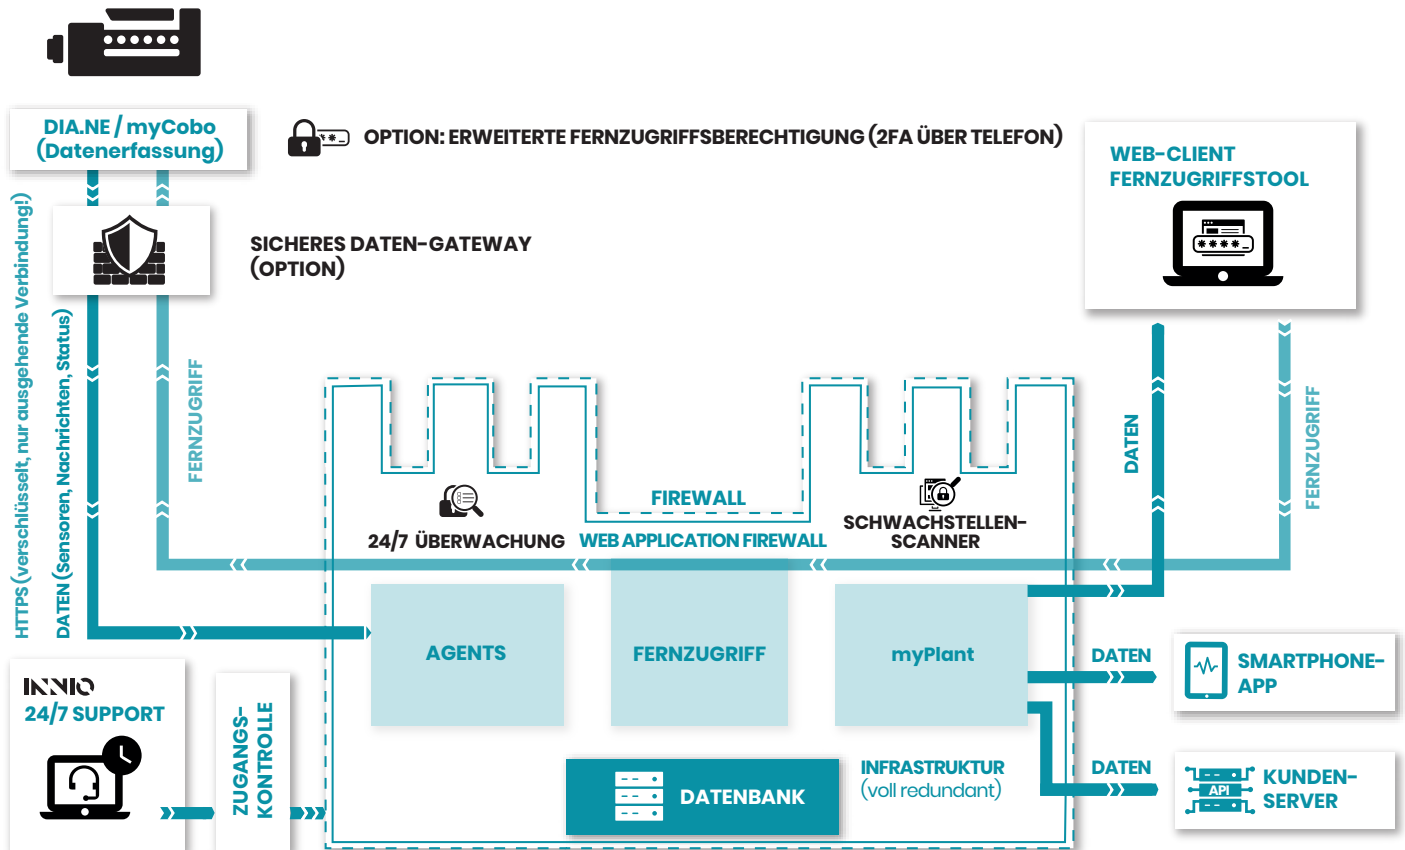 DIA.NE / myCobo
(Datenerfassung)
OPTION: ERWEITERTE FERNZUGRIFFSBERECHTIGUNG (2FA ÜBER TELEFON)
WEB-CLIENT
FERNZUGRIFFSTOOL
SICHERES DATEN-GATEWAY
(OPTION)
HTTPS (verschlüsselt, nur ausgehende Verbindung!)
DATEN (Sensoren, Nachrichten, Status)
FERNZUGRIFF
DATEN
FERNZUGRIFF
FIREWALL
24/7 ÜBERWACHUNG
WEB APPLICATION FIREWALL
SCHWACHSTELLEN-
SCANNER
AGENTS
FERNZUGRIFF
myPlant
DATEN
SMARTPHONE-
APP
INNIO
24/7 SUPPORT
ZUGANGS-
KONTROLLE
DATENBANK
INFRASTRUKTUR
(voll redundant)
DATEN
API
KUNDEN-
SERVER